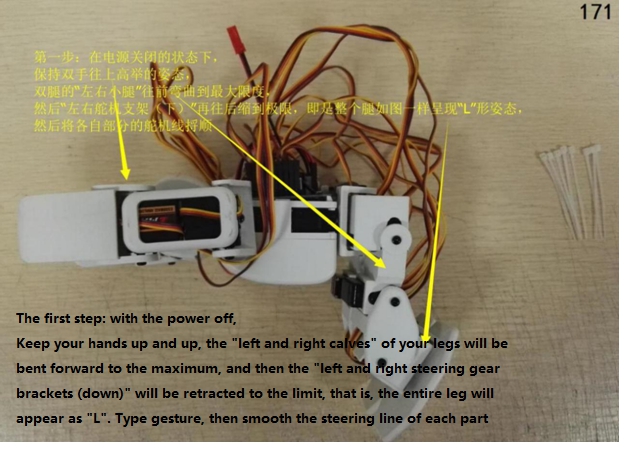 171
第一步：在电源关闭的状态下，
保持双手往上高举的姿态，
双腿的“左右小腿”往前弯曲到最大限度，
然后“左右舵机支架（下）”再往后缩到极限，即是整个腿如图一样呈现“L”形姿态，
然后将各自部分的舵机线捋顺
The first step: with the power off,
Keep your hands up and up, the "left and right calves" of your legs will be
bent forward to the maximum, and then the "left and right steering gear
brackets (down)" will be retracted to the limit, that is, the entire leg will
appear as "L". Type gesture, then smooth the steering line of each part